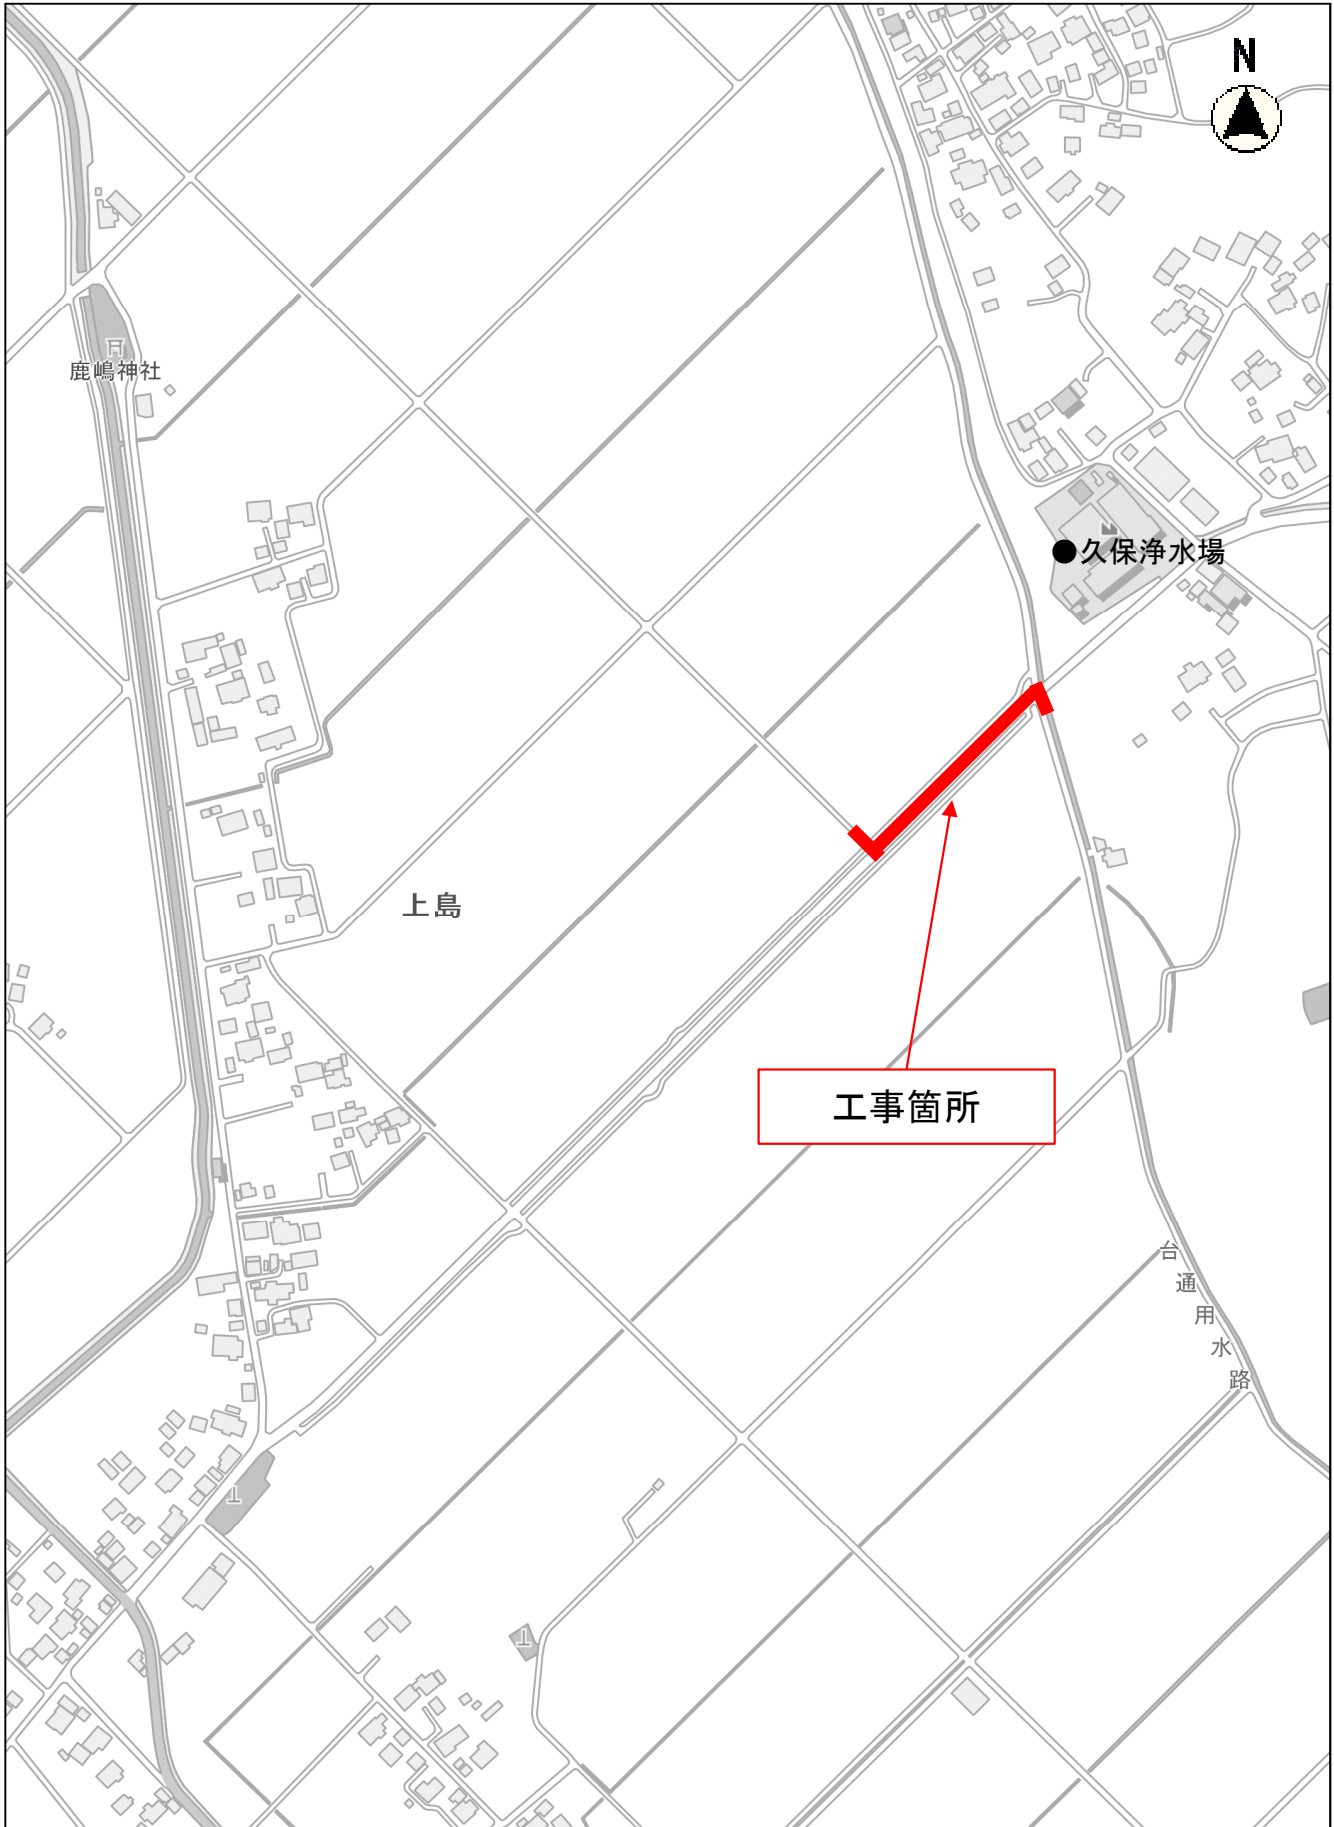 N
鹿嶋神社
●久保浄水場
上島
工事箇所
台通用水路